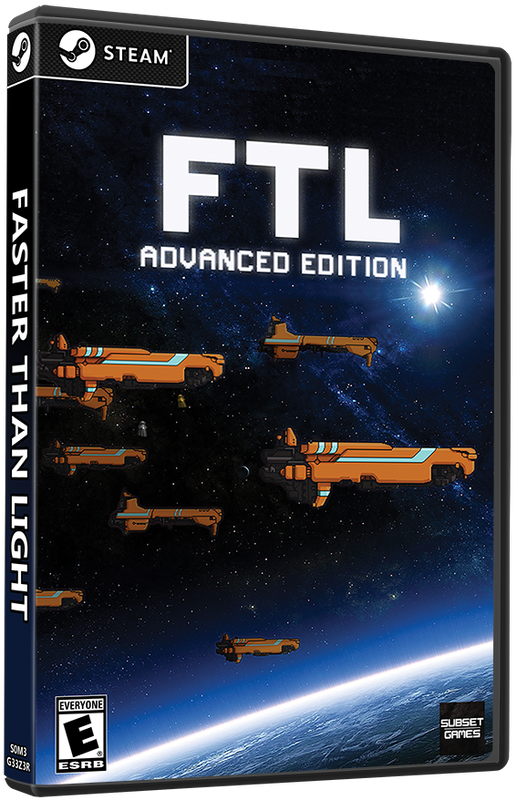 STEAM
FTL
ADVANCED EDITION
FASTER THAN LIGHT
EVERYONE
E
ESRB
SUBSET
GAMES
S0M3
G33Z3R